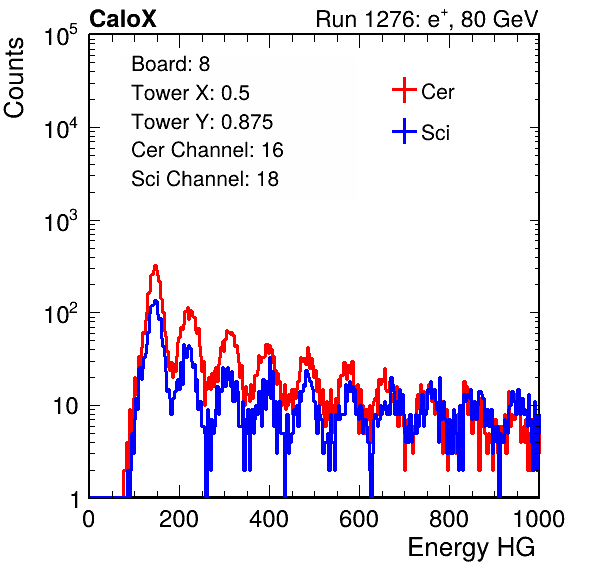 CaloX Run 1276: e⁺, 80 GeV
Counts
Board: 8
Tower X: 0.5
Tower Y: 0.875
Cer Channel: 16
Sci Channel: 18
Cer
Sci
10⁵
10⁴
10³
10²
10
1
0 200 400 600 800 1000
Energy HG